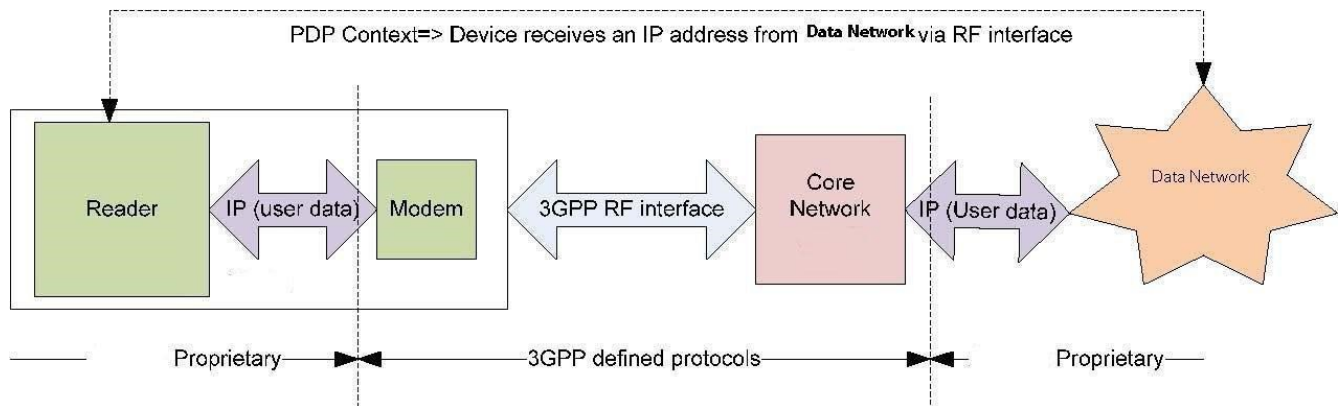 PDP Context=> Device receives an IP address from Data Network via RF interface
Reader
IP (user data)
Modem
3GPP RF interface
Core
Network
IP (User data)
Data Network
Proprietary
3GPP defined protocols
Proprietary